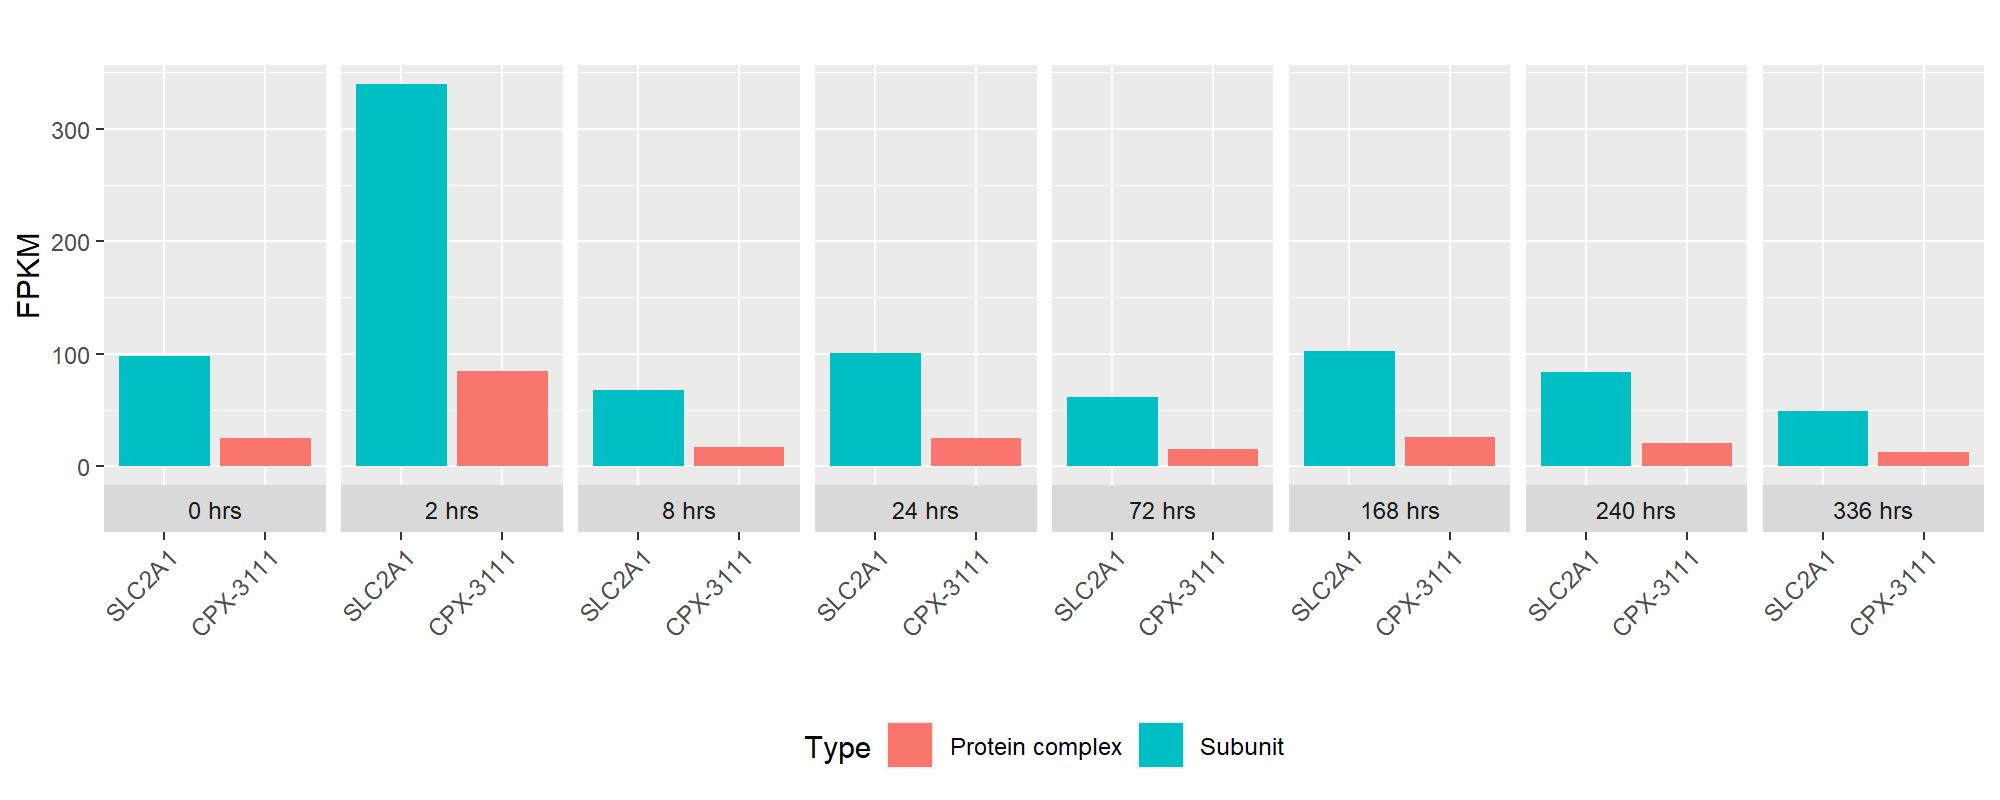 FPKM
300
200
100
0
0 hrs 2 hrs 8 hrs 24 hrs 72 hrs 168 hrs 240 hrs 336 hrs
SLC2A1 CPX-3111 SLC2A1 CPX-3111 SLC2A1 CPX-3111 SLC2A1 CPX-3111 SLC2A1 CPX-3111 SLC2A1 CPX-3111 SLC2A1 CPX-3111 SLC2A1 CPX-3111
Type Protein complex Subunit